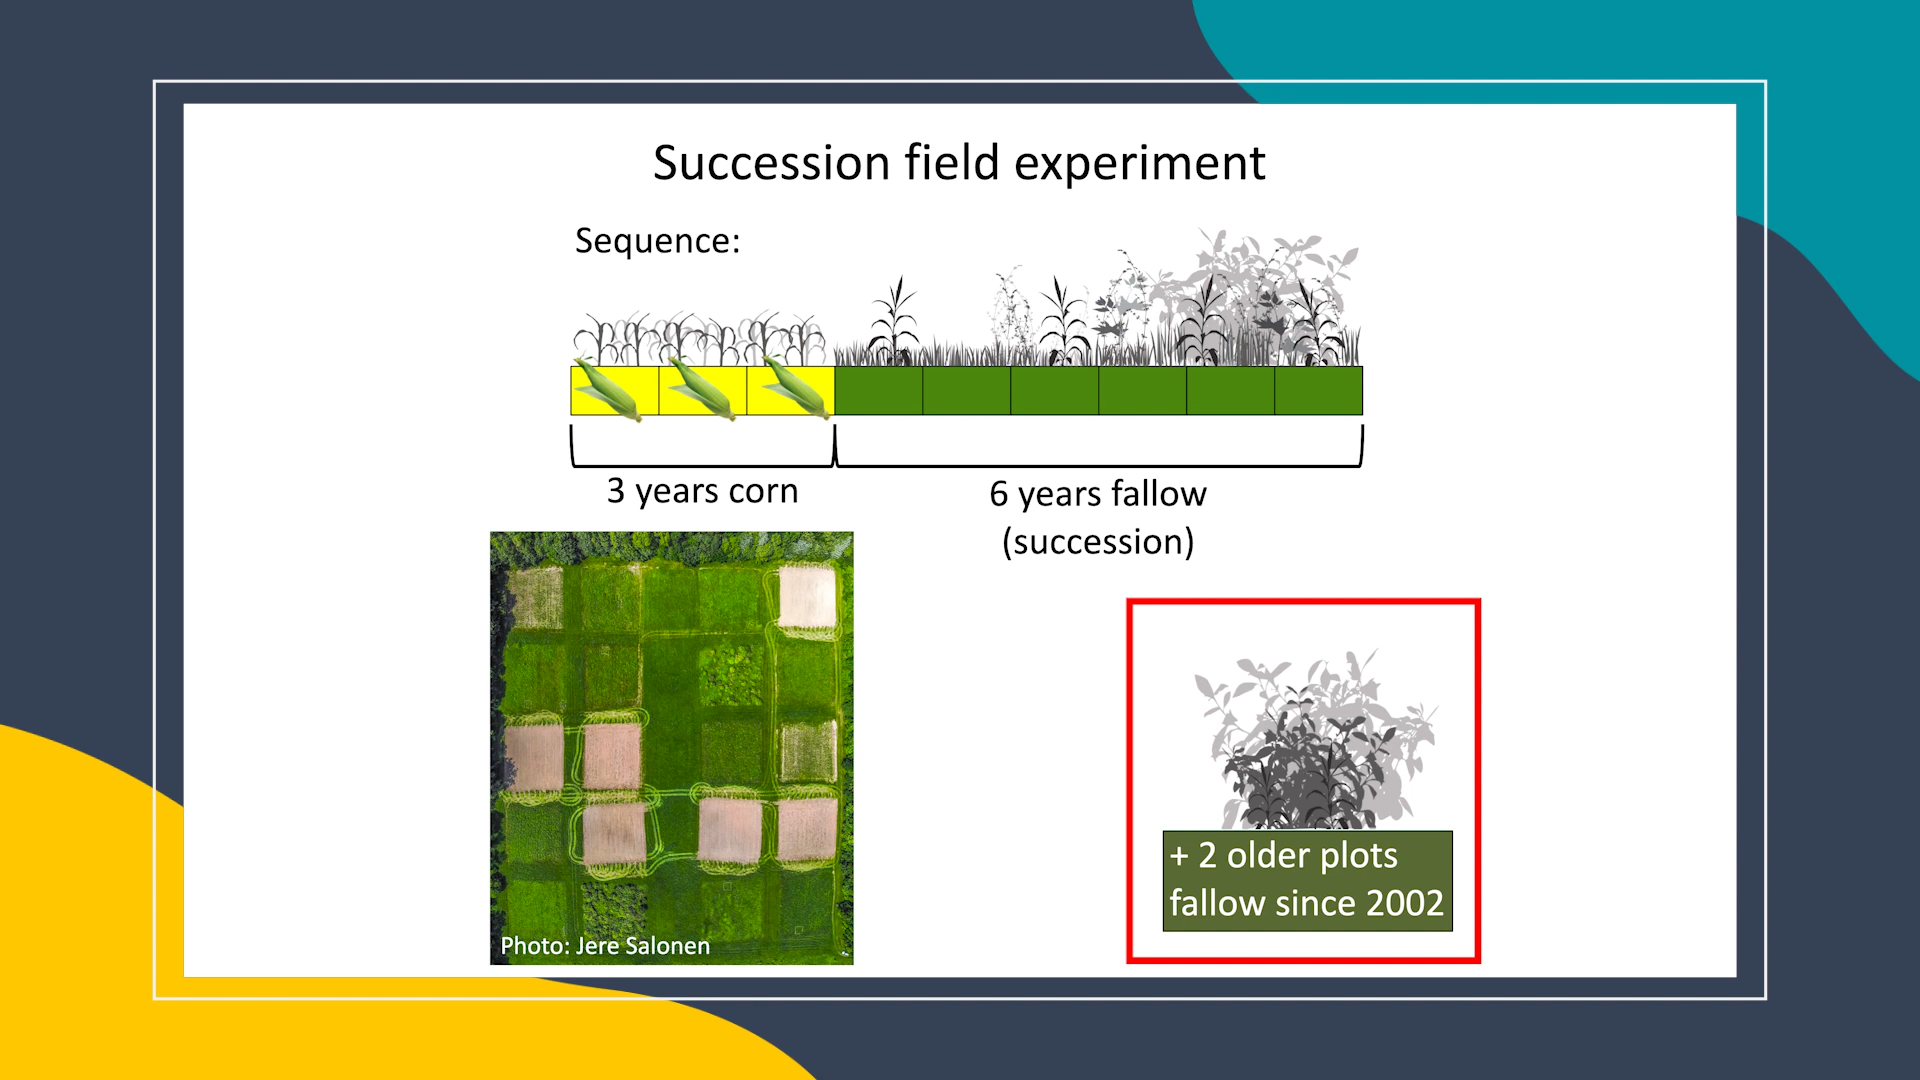 Succession field experiment
Sequence:
3 years corn
6 years fallow
(succession)
Photo: Jere Salonen
+ 2 older plots
fallow since 2002